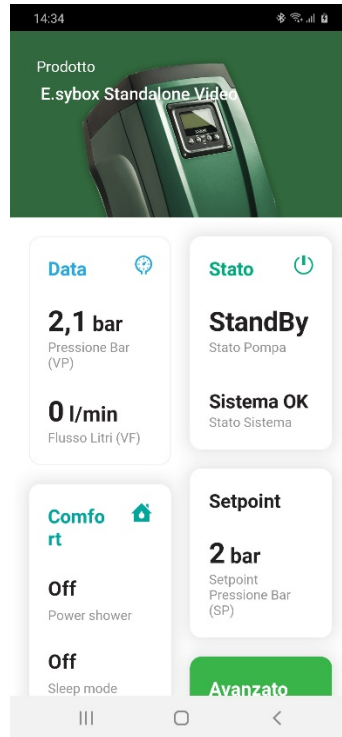 14:34
Prodotto
E.sybox Standalone Video
Data
2,1 bar
Pressione Bar
(VP)
0 l/min
Flusso Litri (VF)
Stato
StandBy
Stato Pompa
Sistema OK
Stato Sistema
Comfo
rt
Off
Power shower
Off
Sleep mode
Setpoint
2 bar
Setpoint
Pressione Bar
(SP)
Avanzato